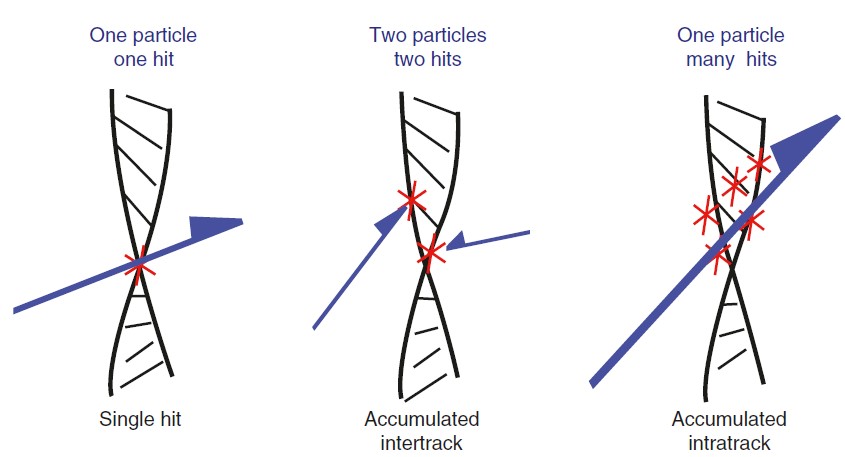 One particle
one hit
Two particles
two hits
One particle
many hits
Single hit
Accumulated
intertrack
Accumulated
intratrack